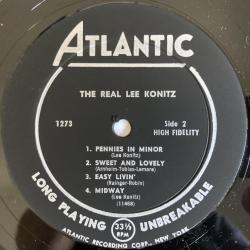 ATLANTIC
THE REAL LEE KONITZ
1273
Side 2
HIGH FIDELITY
1. PENNIES IN MINOR
(Lee Konitz)
2. SWEET AND LOVELY
(Arnheim-Tobias-Lemare)
3. EASY LIVIN'
(Rainger-Robin)
4. MIDWAY
(Lee Konitz)
(11468)
LONG PLAYING 33⅓ RPM UNBREAKABLE
ATLANTIC RECORDING CORP., NEW YORK